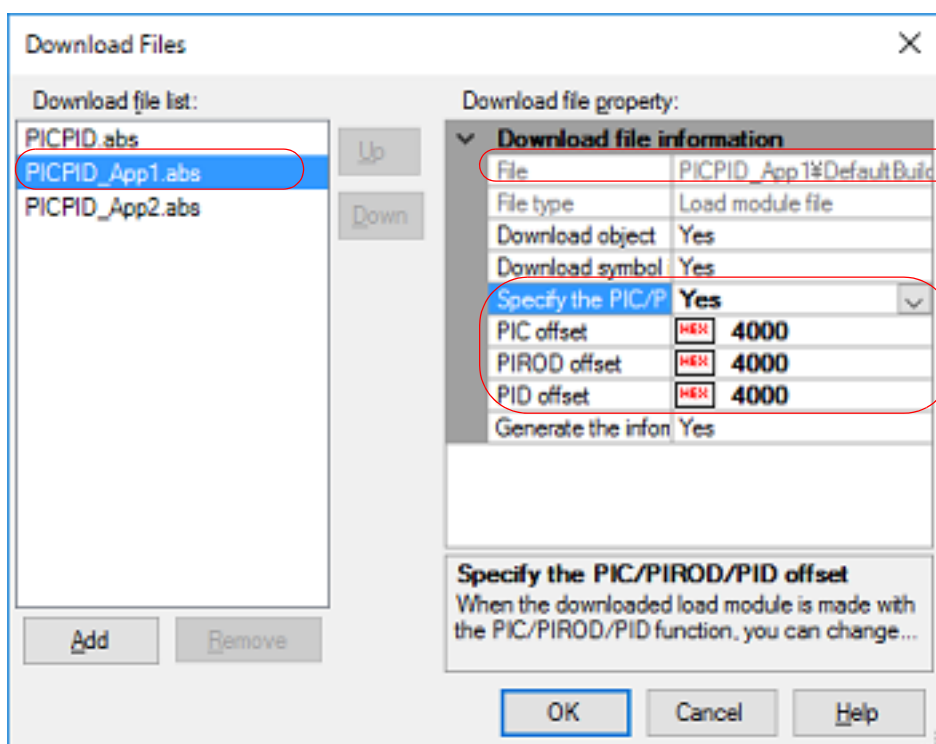 Download Files
Download file list:
Download file property:
PICPID.abs
PICPID_App1.abs
PICPID_App2.abs
Up
Down
Download file information
File PICPID_App1¥DefaultBuild
File type Load module file
Download object Yes
Download symbol Yes
Specify the PIC/P Yes
PIC offset HEX 4000
PIROD offset HEX 4000
PID offset HEX 4000
Generate the infor Yes
Specify the PIC/PIROD/PID offset
When the downloaded load module is made with
the PIC/PIROD/PID function, you can change...
Add
Remove
OK
Cancel
Help